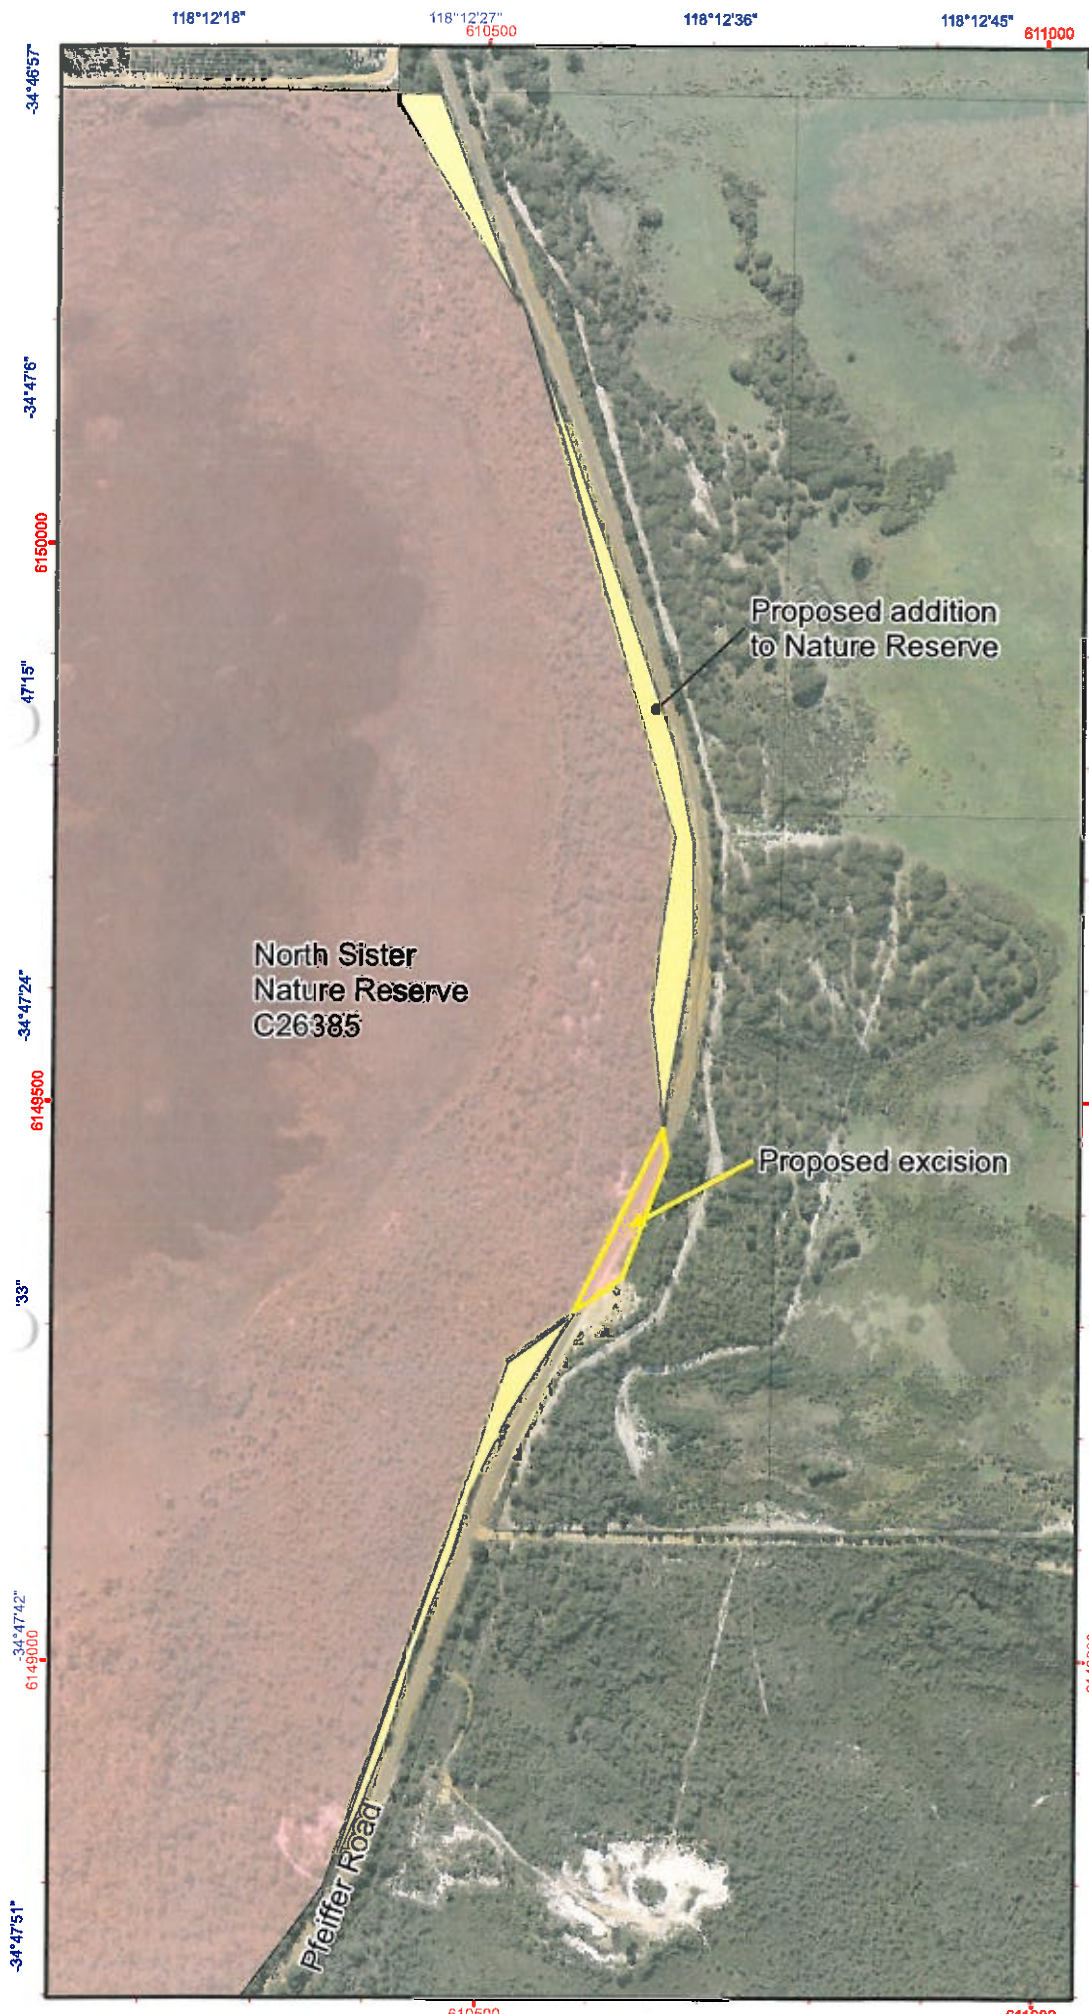 118°12'18"
118°12'27"
118°12'36"
118°12'45"
610500
611000
-34°46'57"
-34°47'6"
6150000
Proposed addition
to Nature Reserve
47'15"
North Sister
Nature Reserve
C26385
-34°47'24"
6149500
Proposed excision
'33"
-34°47'42"
6149000
Pfeiffer Road
-34°47'51"
610500